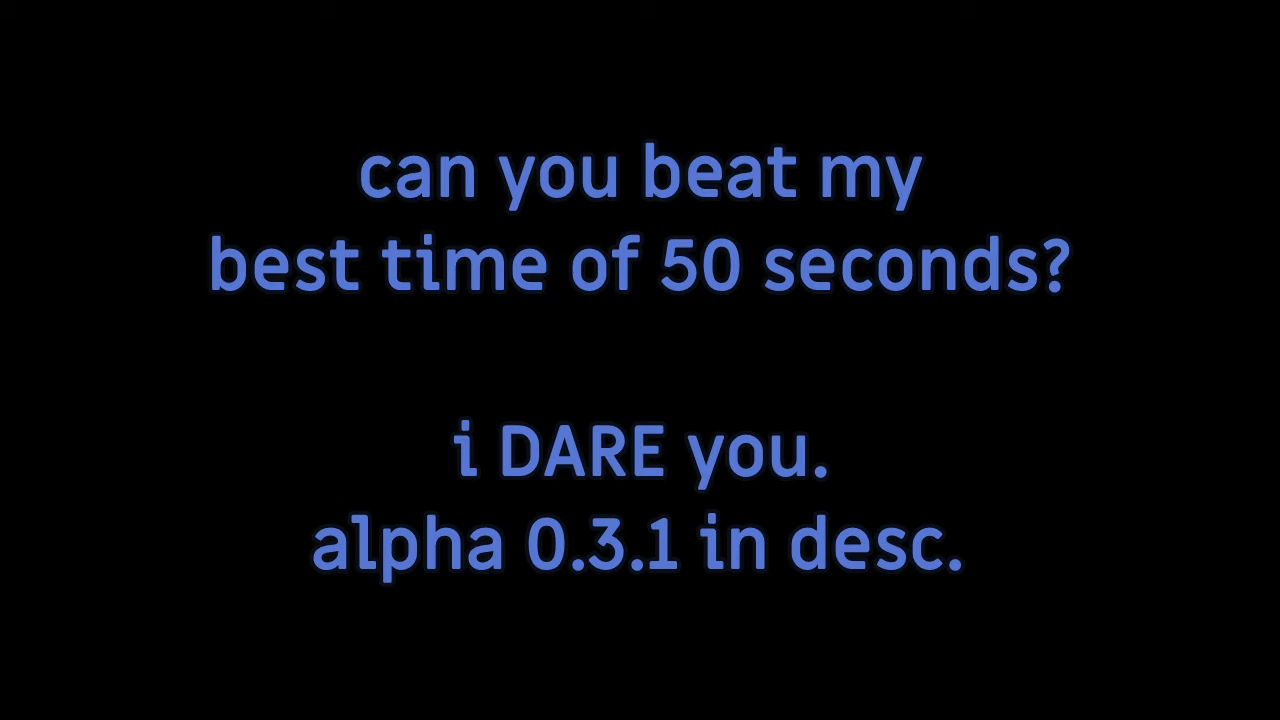 can you beat my
best time of 50 seconds?
i DARE you.
alpha 0.3.1 in desc.